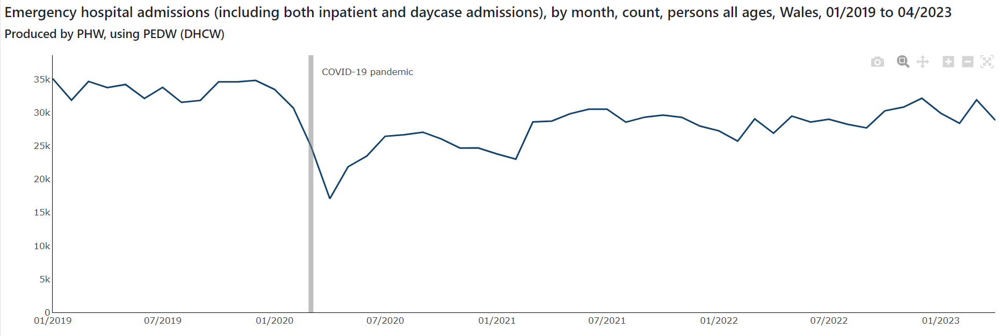 Emergency hospital admissions (including both inpatient and daycase admissions), by month, count, persons all ages, Wales, 01/2019 to 04/2023
Produced by PHW, using PEDW (DHCW)
COVID-19 pandemic
35k
30k
25k
20k
15k
10k
5k
0
01/2019 07/2019 01/2020 07/2020 01/2021 07/2021 01/2022 07/2022 01/2023